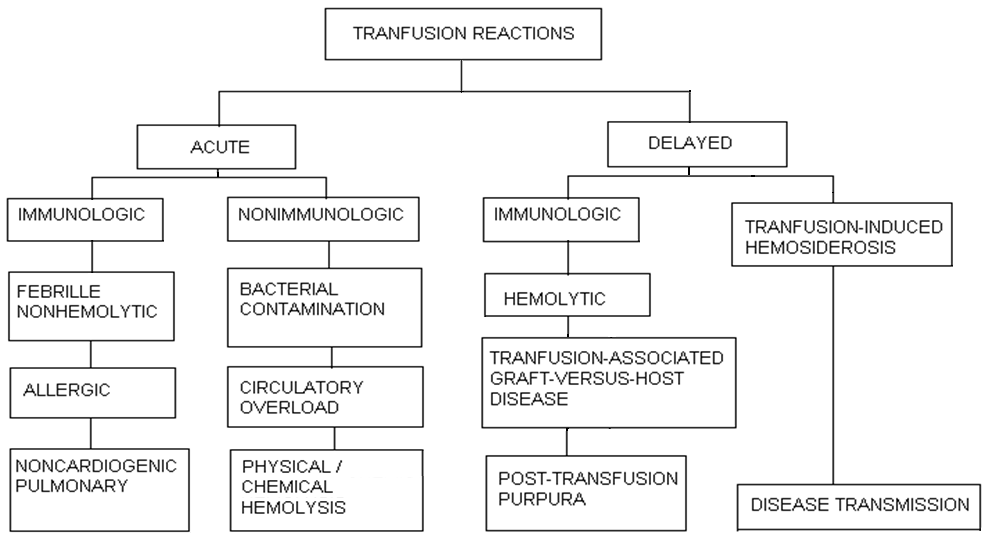 TRANFUSION REACTIONS
ACUTE
DELAYED
IMMUNOLOGIC
NONIMMUNOLOGIC
IMMUNOLOGIC
TRANFUSION-INDUCED
HEMOSIDEROSIS
FEBRILLE
NONHEMOLYTIC
BACTERIAL
CONTAMINATION
HEMOLYTIC
TRANFUSION-ASSOCIATED
GRAFT-VERSUS-HOST
DISEASE
ALLERGIC
CIRCULATORY
OVERLOAD
NONCARDIOGENIC
PULMONARY
PHYSICAL /
CHEMICAL
HEMOLYSIS
POST-TRANSFUSION
PURPURA
DISEASE TRANSMISSION